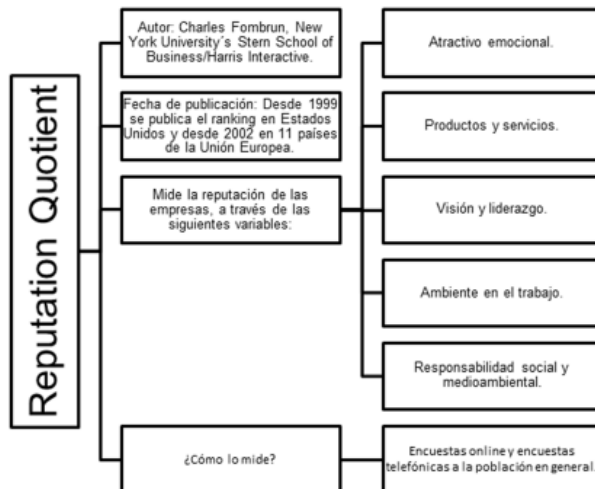 Reputation Quotient
Autor: Charles Fombrun, New
York University´s Stern School of
Business/Harris Interactive.
Fecha de publicación: Desde 1999
se publica el ranking en Estados
Unidos y desde 2002 en 11 países
de la Unión Europea.
Mide la reputación de las
empresas, a través de las
siguientes variables:
Atractivo emocional.
Productos y servicios.
Visión y liderazgo.
Ambiente en el trabajo.
Responsabilidad social y
medioambiental.
¿Cómo lo mide?
Encuestas online y encuestas
telefónicas a la población en general.